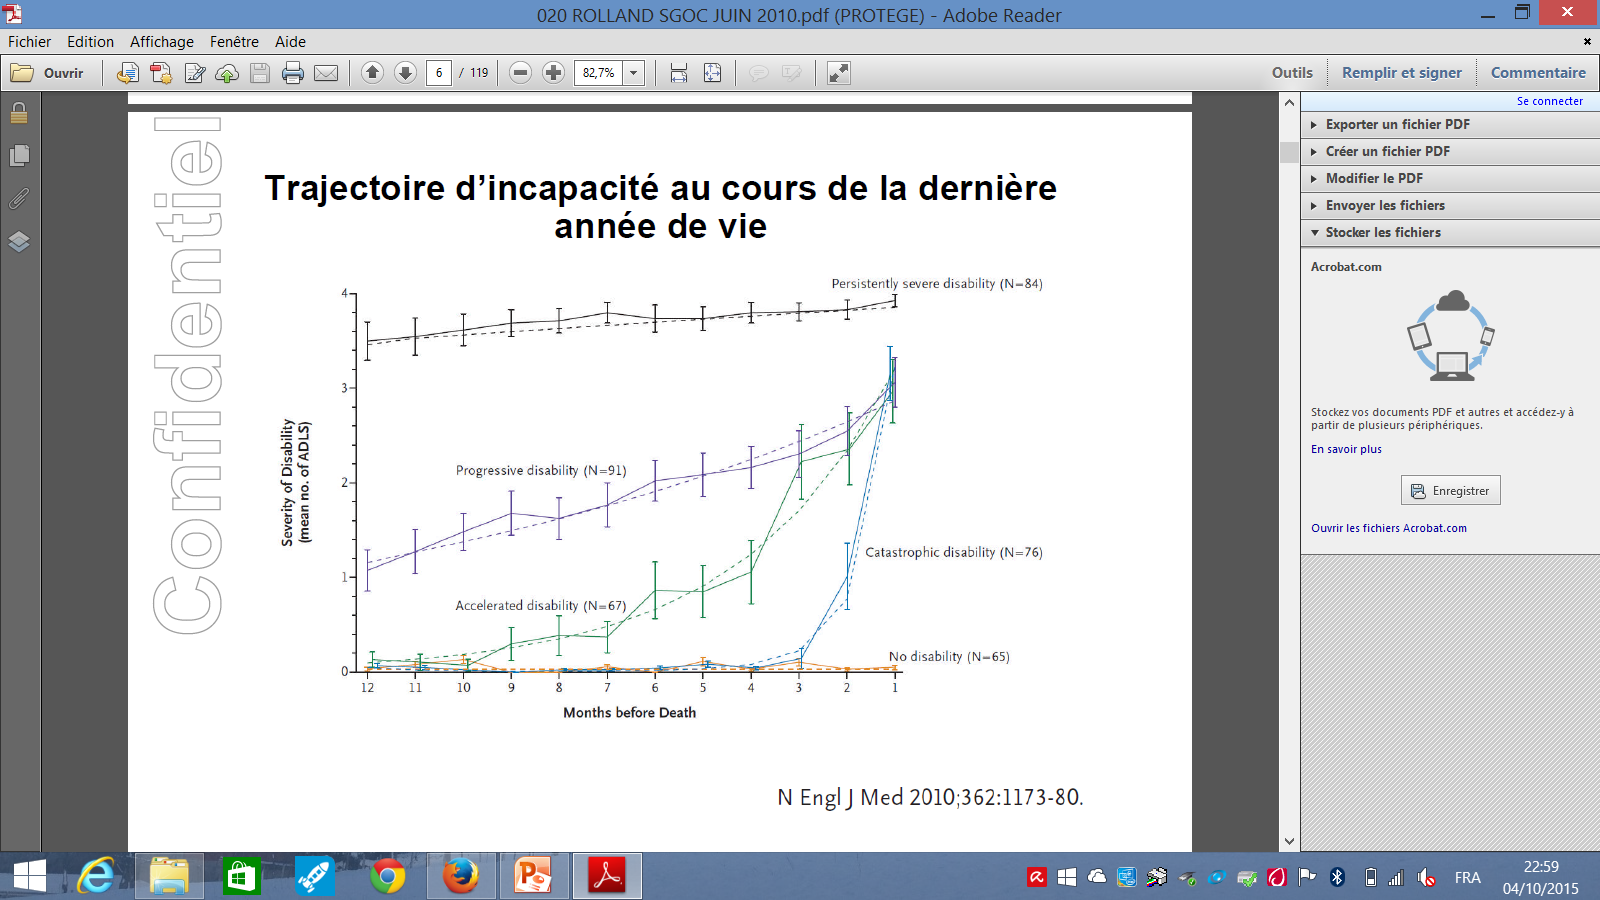 020 ROLLAND SGOC JUIN 2010.pdf (PROTEGE) - Adobe Reader
Fichier Edition Affichage Fenêtre Aide
Ouvrir 6 / 119 82,7% Outils Remplir et signer Commentaire
Se connecter
Exporter un fichier PDF
Créer un fichier PDF
Modifier le PDF
Envoyer les fichiers
Stocker les fichiers
Acrobat.com
Stockez vos documents PDF et autres et accédez-y à
partir de plusieurs périphériques.
En savoir plus
Enregistrer
Ouvrir les fichiers Acrobat.com
Confidentiel
Trajectoire d'incapacité au cours de la dernière
année de vie
Severity of Disability
(mean no. of ADLS)
4
3
2
1
0
Persistently severe disability (N=84)
Progressive disability (N=91)
Catastrophic disability (N=76)
Accelerated disability (N=67)
No disability (N=65)
12 11 10 9 8 7 6 5 4 3 2 1
Months before Death
N Engl J Med 2010;362:1173-80.
FRA
22:59
04/10/2015